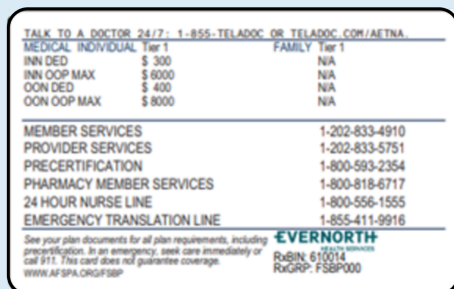 TALK TO A DOCTOR 24/7: 1-855-TELADOC OR TELADOC.COM/AETNA.
MEDICAL INDIVIDUAL Tier 1 FAMILY Tier 1
INN DED $ 300 N/A
INN OOP MAX $ 6000 N/A
OON DED $ 400 N/A
OON OOP MAX $ 8000 N/A
MEMBER SERVICES 1-202-833-4910
PROVIDER SERVICES 1-202-833-5751
PRECERTIFICATION 1-800-593-2354
PHARMACY MEMBER SERVICES 1-800-818-6717
24 HOUR NURSE LINE 1-800-556-1555
EMERGENCY TRANSLATION LINE 1-855-411-9916
See your plan documents for all plan requirements, including
precertification. In an emergency, seek care immediately or
call 911. This card does not guarantee coverage.
WWW.AFSPA.ORG/FSBP
EVERNORTH
HEALTH SERVICES
RxBIN: 610014
RxGRP: FSBP000